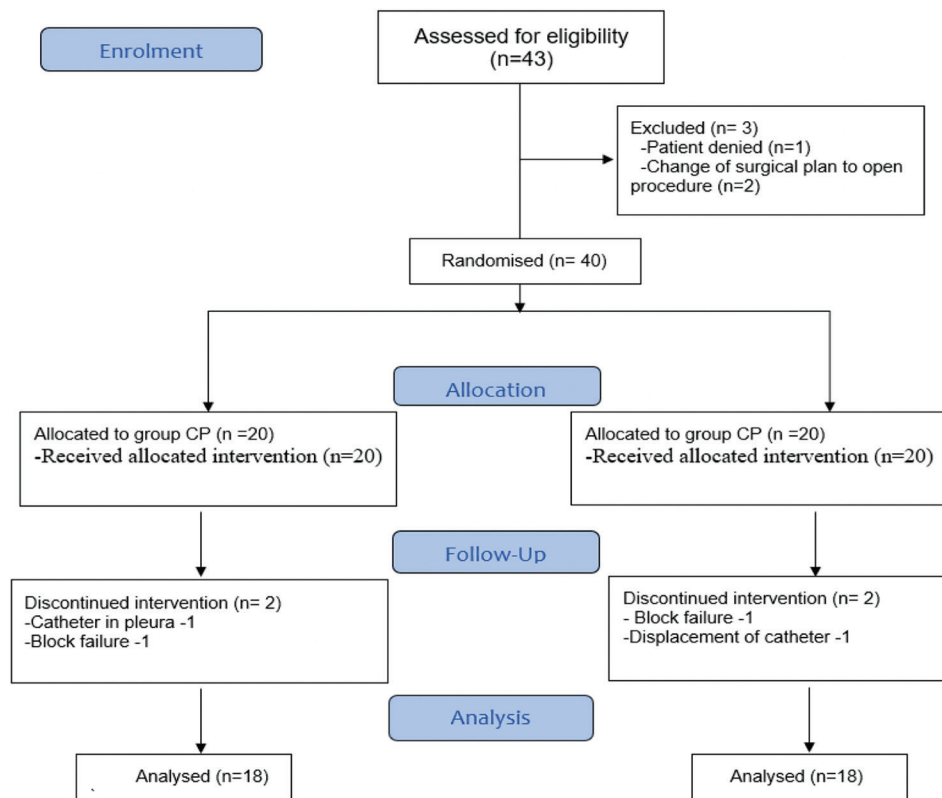 Enrolment
Assessed for eligibility
(n=43)
Excluded (n= 3)
-Patient denied (n=1)
-Change of surgical plan to open
procedure (n=2)
Randomised (n= 40)
Allocation
Allocated to group CP (n =20)
-Received allocated intervention (n=20)
Allocated to group CP (n =20)
-Received allocated intervention (n=20)
Follow-Up
Discontinued intervention (n= 2)
-Catheter in pleura -1
-Block failure -1
Discontinued intervention (n= 2)
- Block failure -1
-Displacement of catheter -1
Analysis
Analysed (n=18)
Analysed (n=18)